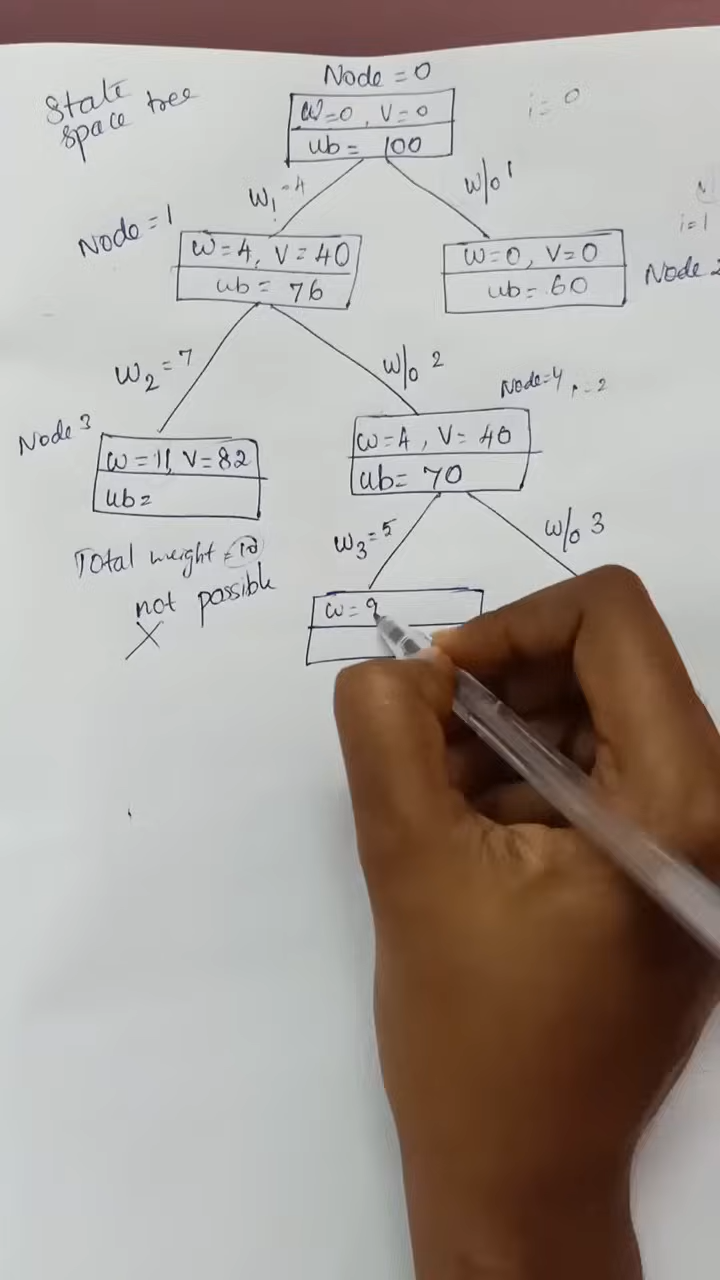 State
space tree
Node = 0
i = 0
W=0, V=0
ub = 100
W₁=4
w/o 1
Node = 1
i=1
W=4, V=40
ub = 76
W=0, V=0
ub = 60
Node 2
W₂=7
w/o 2
Node=4, i=2
Node 3
W=11, V=82
ub=
W=4, V=40
ub= 70
Total weight = 10
not possible
X
W₃=5
w/o 3
W=9